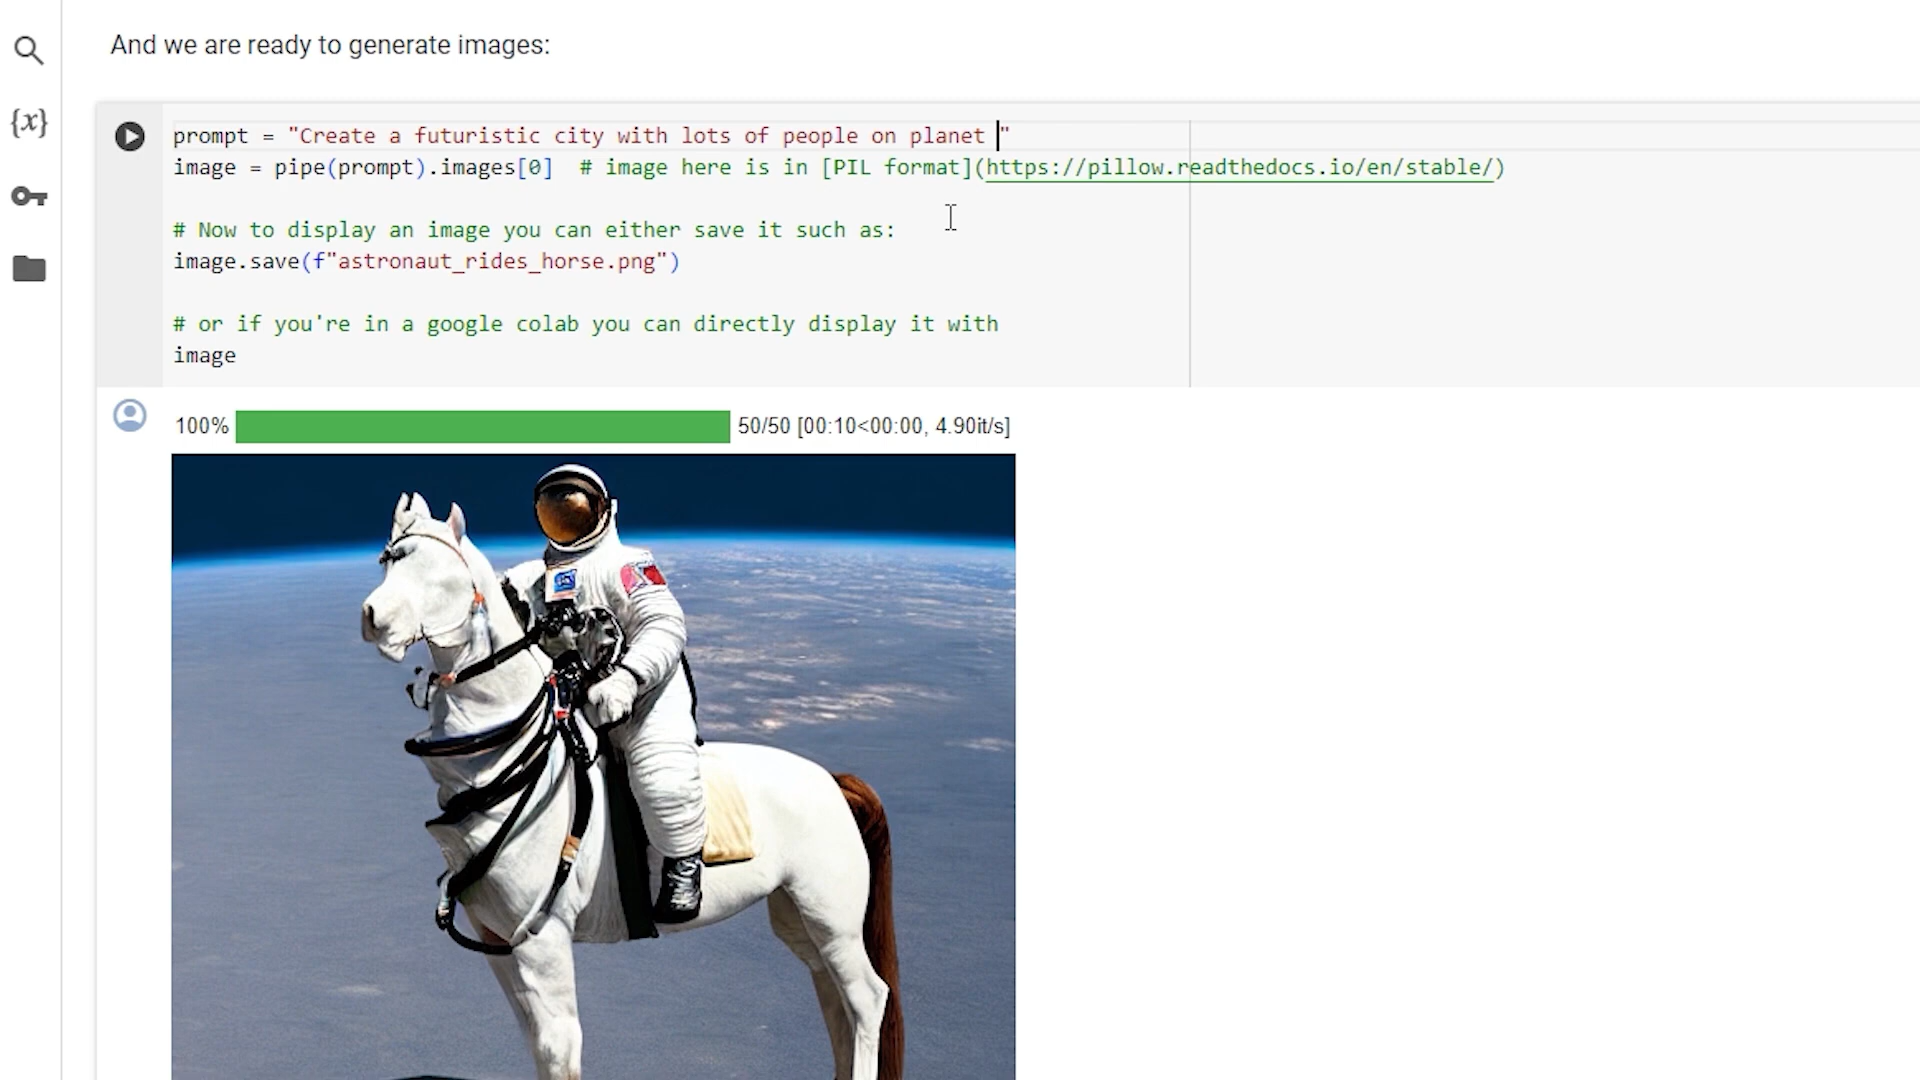 And we are ready to generate images:
{x}
prompt = "Create a futuristic city with lots of people on planet "
image = pipe(prompt).images[0]  # image here is in [PIL format](https://pillow.readthedocs.io/en/stable/)
# Now to display an image you can either save it such as:
image.save(f"astronaut_rides_horse.png")
# or if you're in a google colab you can directly display it with
image
100% 50/50 [00:10<00:00, 4.90it/s]